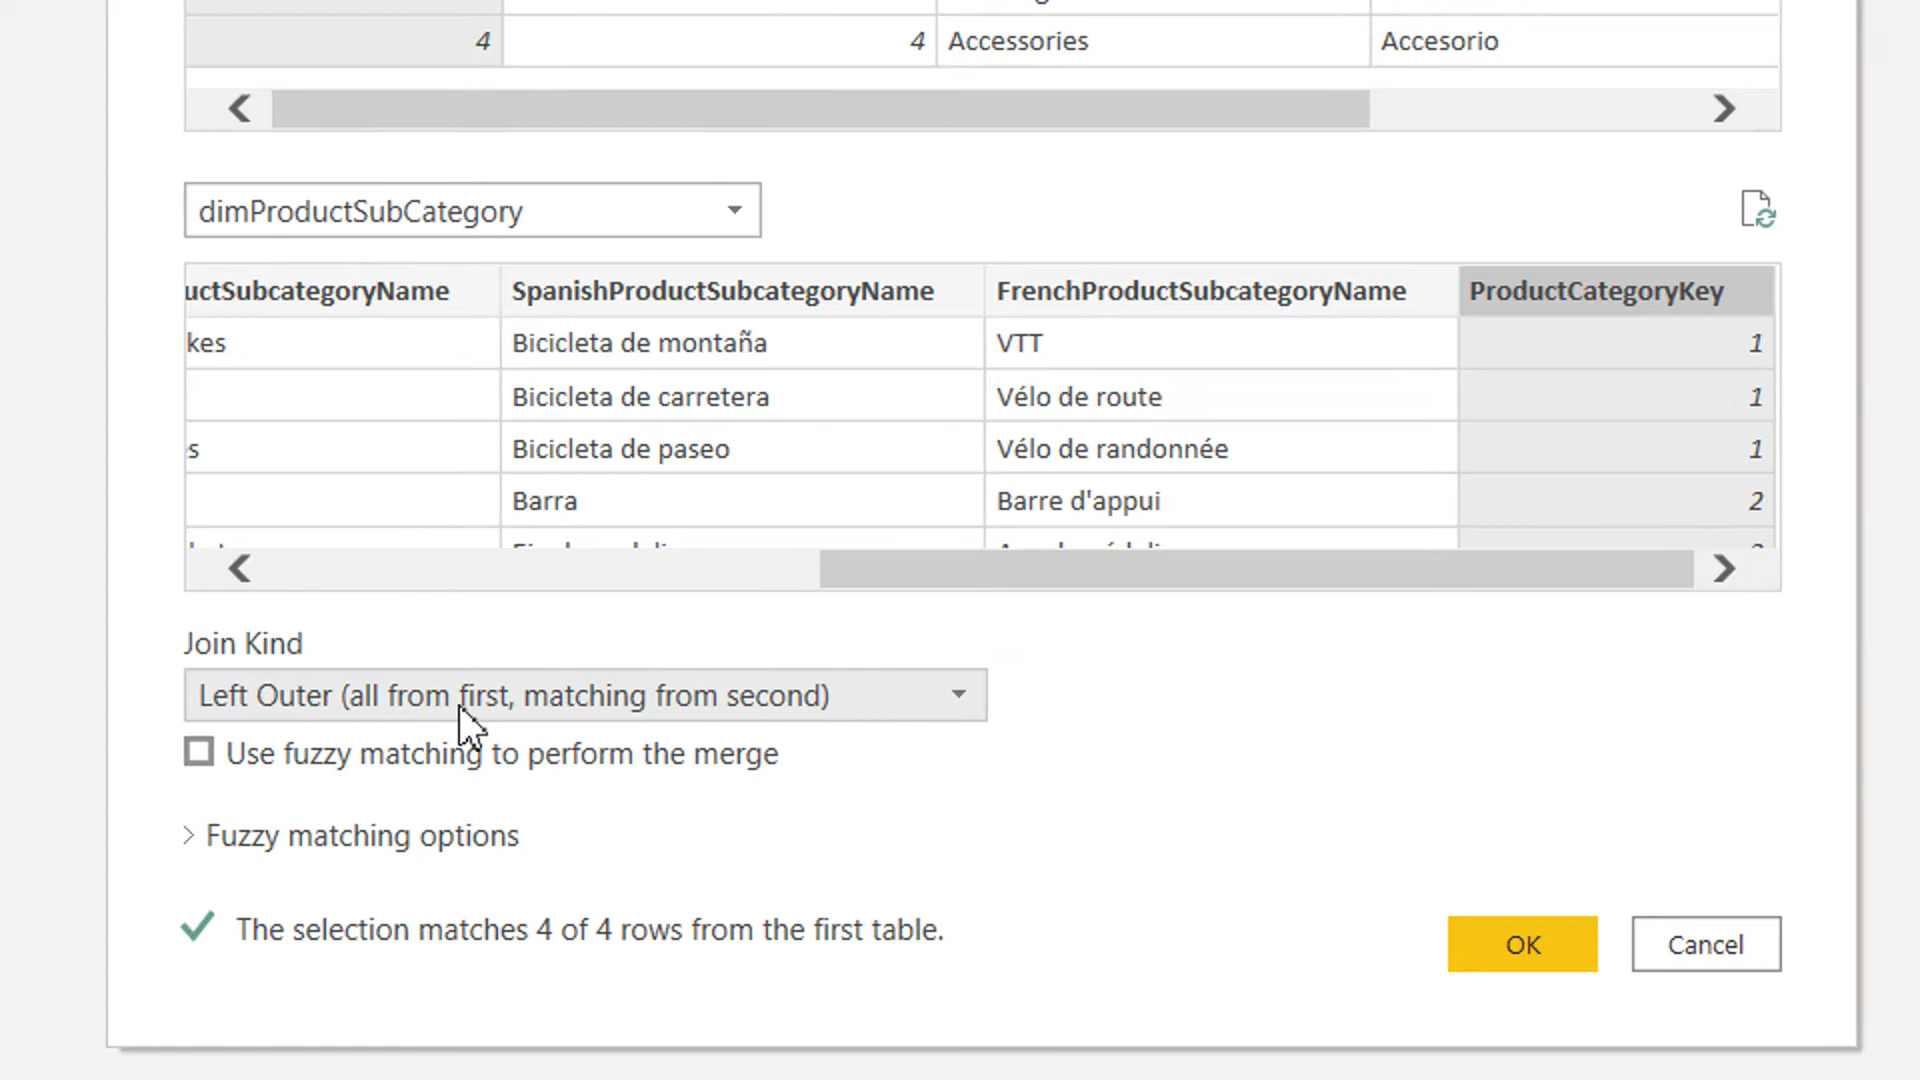 4 4 Accessories Accesorio
dimProductSubCategory
uctSubcategoryName SpanishProductSubcategoryName FrenchProductSubcategoryName ProductCategoryKey
kes Bicicleta de montaña VTT 1
Bicicleta de carretera Vélo de route 1
s Bicicleta de paseo Vélo de randonnée 1
Barra Barre d'appui 2
Join Kind
Left Outer (all from first, matching from second)
Use fuzzy matching to perform the merge
Fuzzy matching options
The selection matches 4 of 4 rows from the first table.
OK Cancel